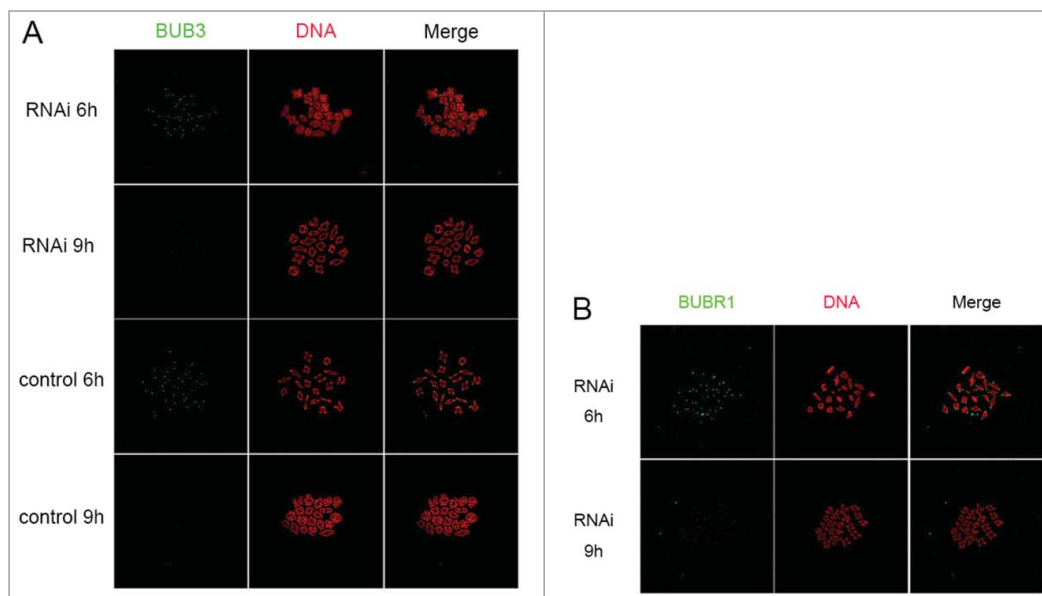 A
BUB3 DNA Merge
RNAi 6h
RNAi 9h
control 6h
control 9h
B
BUBR1 DNA Merge
RNAi
6h
RNAi
9h